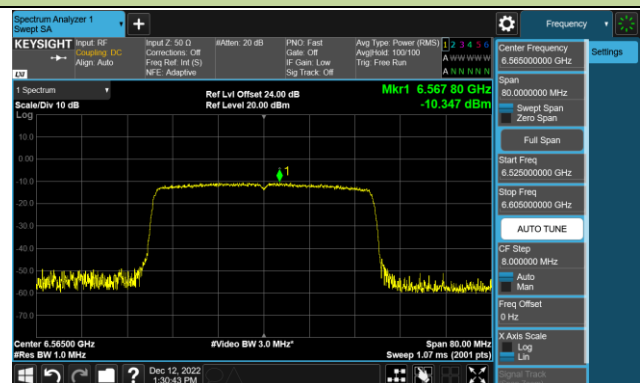 Spectrum Analyzer 1
Swept SA
Frequency
KEYSIGHT
Input: RF
Coupling: DC
Align: Auto
Input Z: 50 Ω
Corrections: Off
Freq Ref: Int (S)
NFE: Adaptive
#Atten: 20 dB
PNO: Fast
Gate: Off
IF Gain: Low
Sig Track: Off
Avg Type: Power (RMS)
Avg|Hold: 100/100
Trig: Free Run
1 2 3 4 5 6
A W W W W W
A N N N N N
LXI
1 Spectrum
Scale/Div 10 dB
Log
Ref Lvl Offset 24.00 dB
Ref Level 20.00 dBm
Mkr1 6.567 80 GHz
-10.347 dBm
10.0
0.00
-10.0
-20.0
-30.0
-40.0
-50.0
-60.0
-70.0
1
Center 6.56500 GHz
#Res BW 1.0 MHz
#Video BW 3.0 MHz*
Span 80.00 MHz
Sweep 1.07 ms (2001 pts)
Dec 12, 2022
1:30:43 PM
Center Frequency
6.565000000 GHz
Settings
Span
80.0000000 MHz
Swept Span
Zero Span
Full Span
Start Freq
6.525000000 GHz
Stop Freq
6.605000000 GHz
AUTO TUNE
CF Step
8.000000 MHz
Auto
Man
Freq Offset
0 Hz
X Axis Scale
Log
Lin
Signal Track